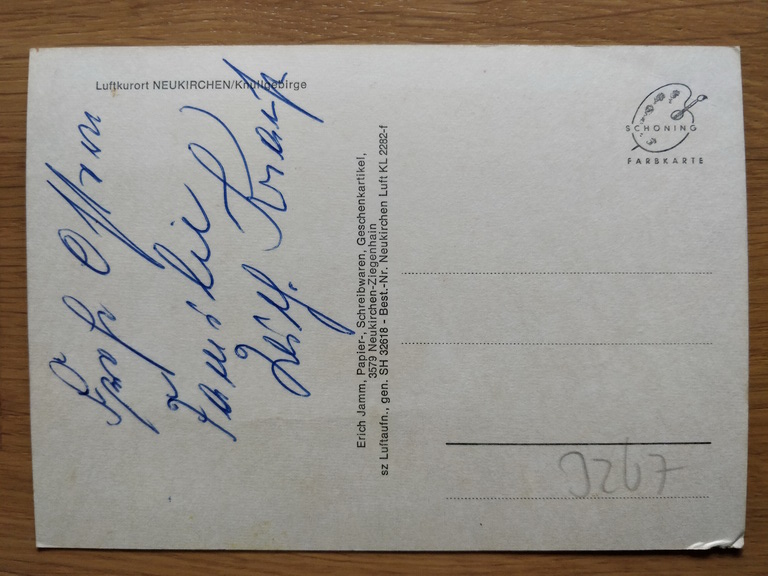 Luftkurort NEUKIRCHEN/Knüllgebirge
Familie
SCHÖNING
FARBKARTE
Erich Jamm, Papier-, Schreibwaren, Geschenkartikel,
3579 Neukirchen-Ziegenhain
sz Luftaufn., gen. SH 32618 - Best.-Nr. Neukirchen Luft KL 2282-f